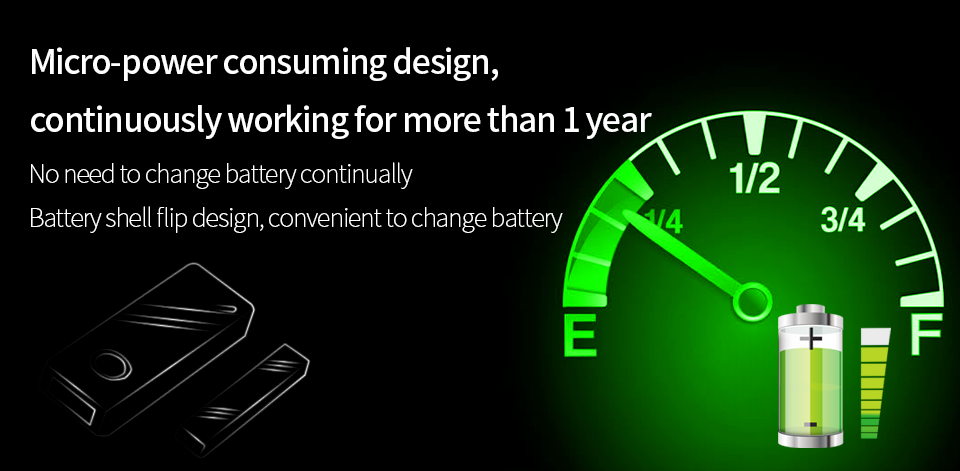 Micro-power consuming design,
continuously working for more than 1 year
No need to change battery continually
Battery shell flip design, convenient to change battery
1/2
1/4
3/4
E
F
+
-